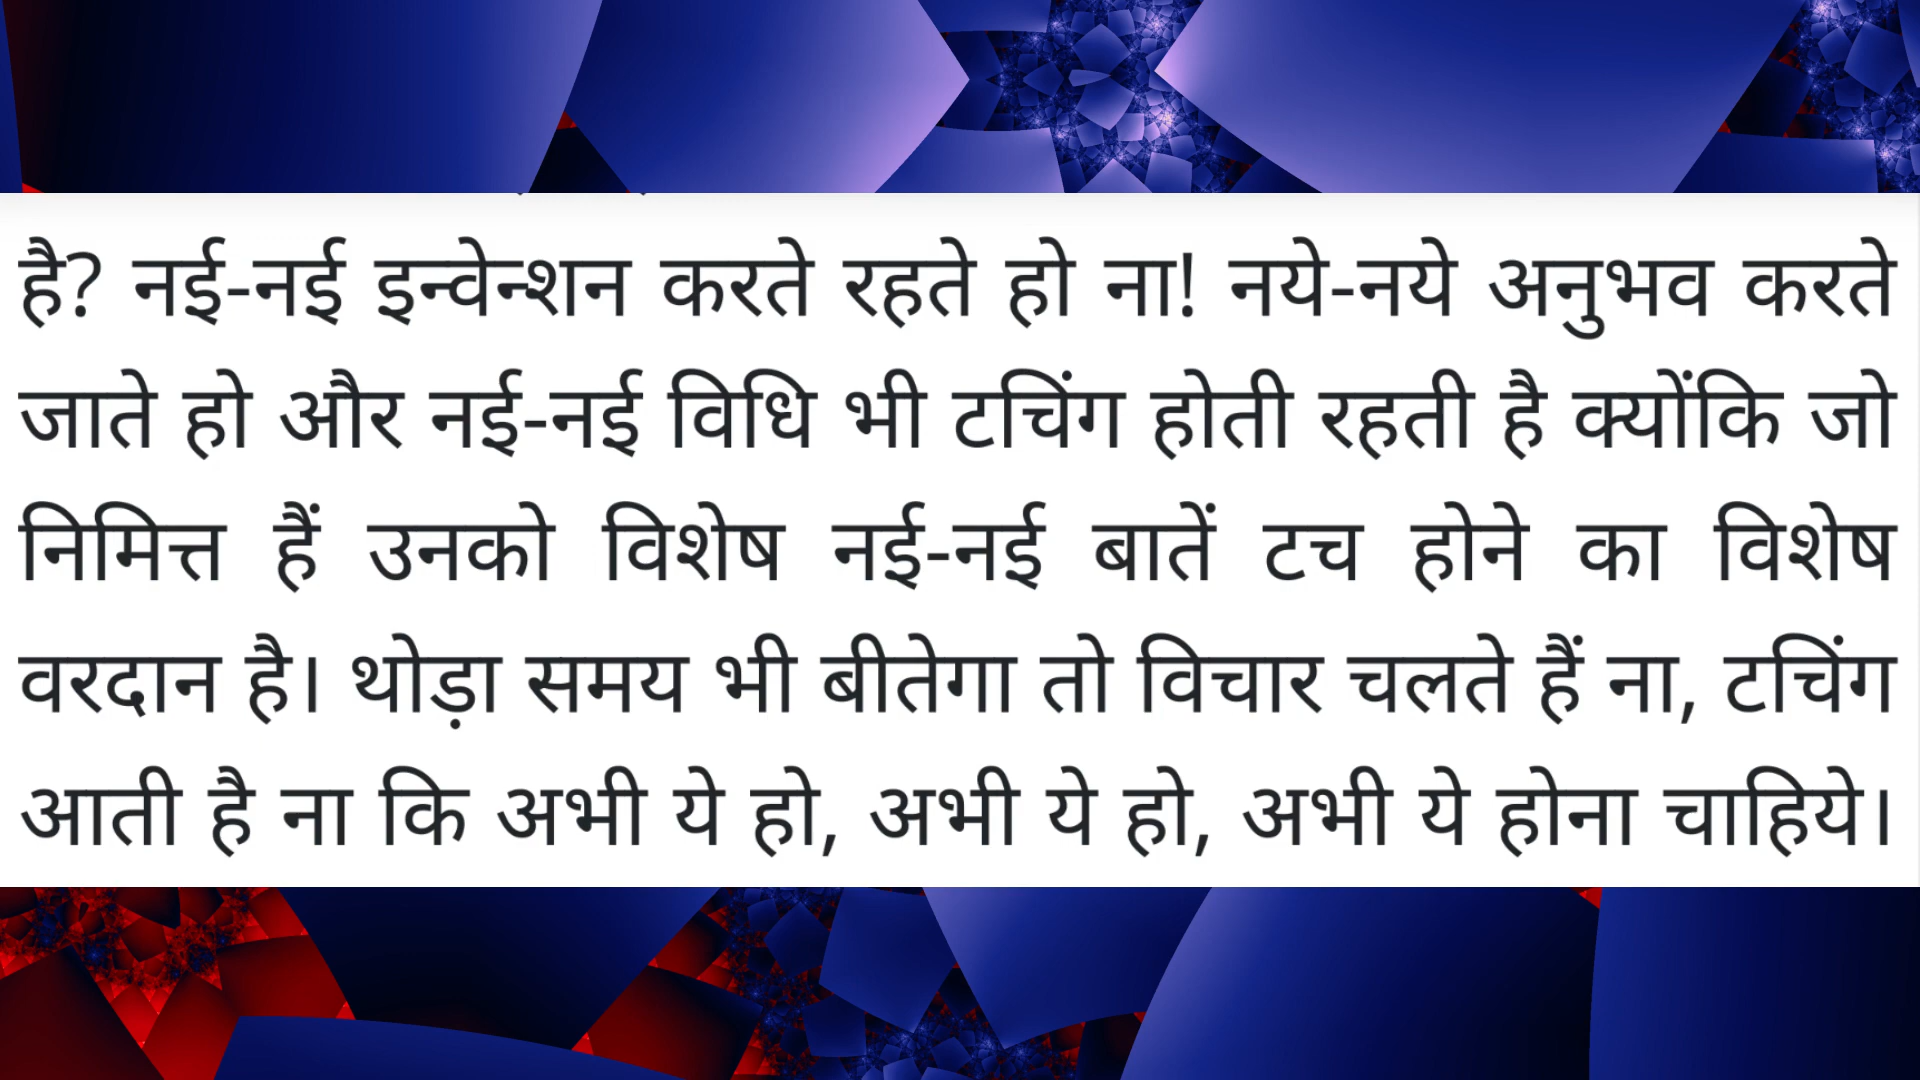 है? नई-नई इन्वेन्शन करते रहते हो ना! नये-नये अनुभव करते
जाते हो और नई-नई विधि भी टचिंग होती रहती है क्योंकि जो
निमित्त हैं उनको विशेष नई-नई बातें टच होने का विशेष
वरदान है। थोड़ा समय भी बीतेगा तो विचार चलते हैं ना, टचिंग
आती है ना कि अभी ये हो, अभी ये हो, अभी ये होना चाहिये।